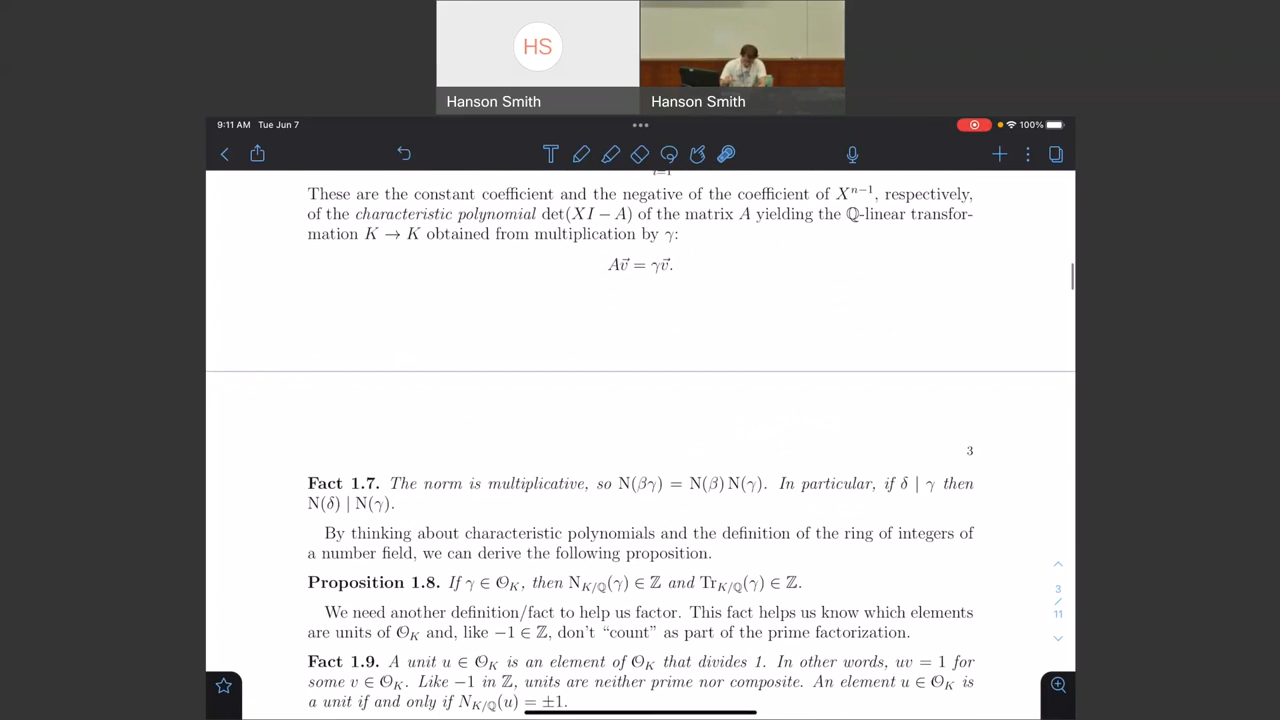 HS
Hanson Smith
Hanson Smith
9:11 AM Tue Jun 7
100%
i=1
These are the constant coefficient and the negative of the coefficient of Xⁿ⁻¹, respectively,
of the characteristic polynomial det(XI − A) of the matrix A yielding the ℚ-linear transfor-
mation K → K obtained from multiplication by γ:
Av⃗ = γv⃗.
3
Fact 1.7. The norm is multiplicative, so N(βγ) = N(β) N(γ). In particular, if δ | γ then
N(δ) | N(γ).
By thinking about characteristic polynomials and the definition of the ring of integers of
a number field, we can derive the following proposition.
Proposition 1.8. If γ ∈ 𝒪_K, then N_{K/ℚ}(γ) ∈ ℤ and Tr_{K/ℚ}(γ) ∈ ℤ.
We need another definition/fact to help us factor. This fact helps us know which elements
are units of 𝒪_K and, like −1 ∈ ℤ, don't “count” as part of the prime factorization.
Fact 1.9. A unit u ∈ 𝒪_K is an element of 𝒪_K that divides 1. In other words, uv = 1 for
some v ∈ 𝒪_K. Like −1 in ℤ, units are neither prime nor composite. An element u ∈ 𝒪_K is
a unit if and only if N_{K/ℚ}(u) = ±1.
3
/
11